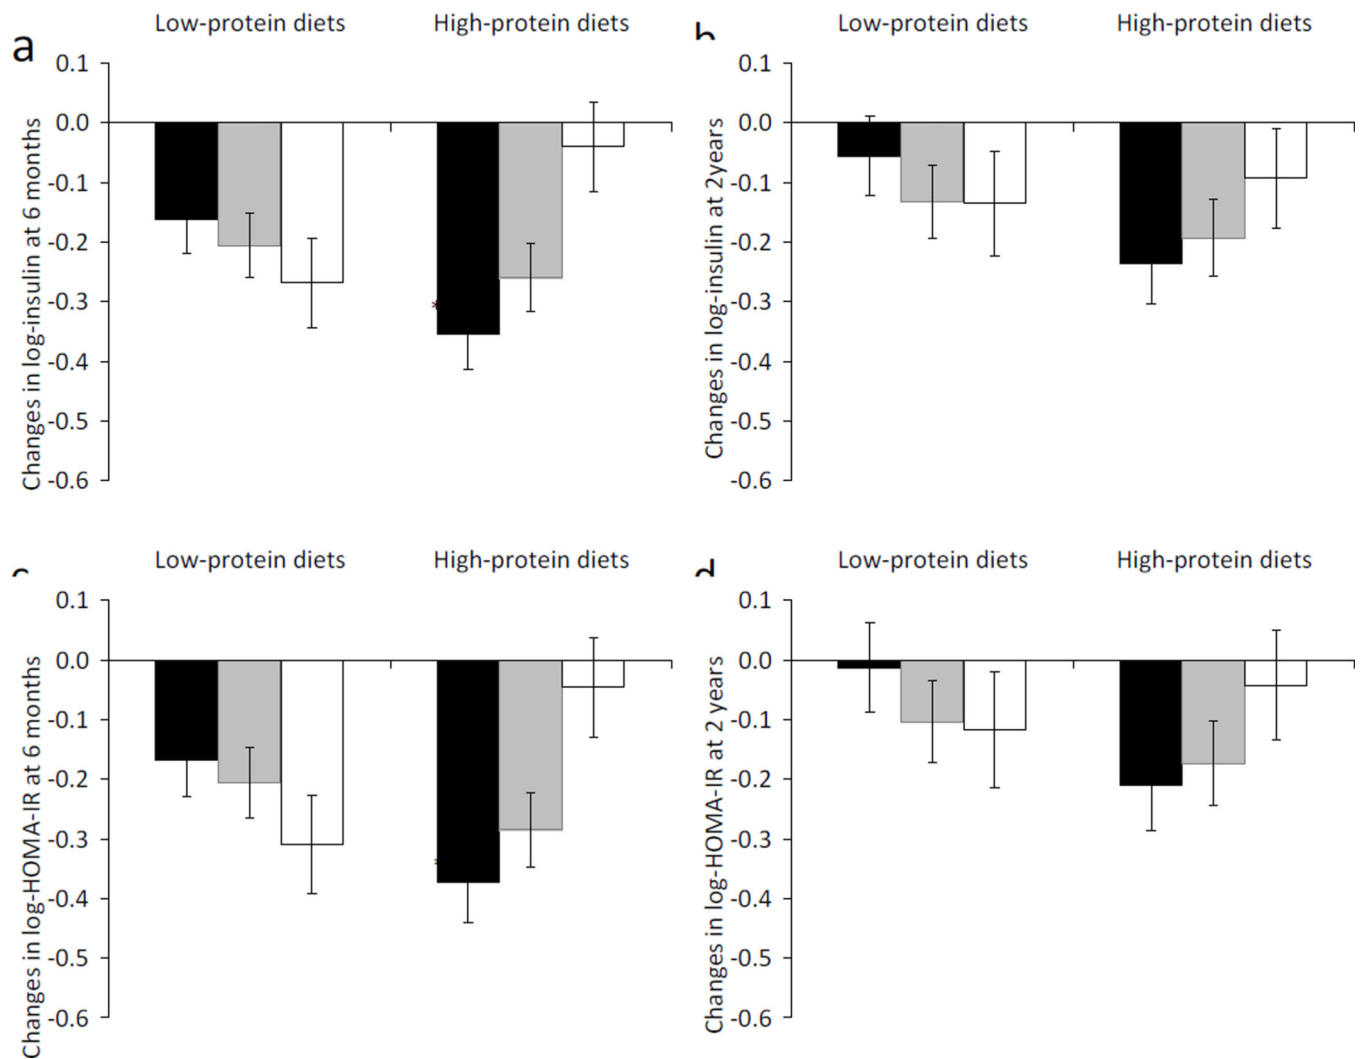 a
Low-protein diets High-protein diets
Changes in log-insulin at 6 months
0.1
0.0
-0.1
-0.2
-0.3
-0.4
-0.5
-0.6
*
b
Low-protein diets High-protein diets
Changes in log-insulin at 2years
0.1
0.0
-0.1
-0.2
-0.3
-0.4
-0.5
-0.6
c
Low-protein diets High-protein diets
Changes in log-HOMA-IR at 6 months
0.1
0.0
-0.1
-0.2
-0.3
-0.4
-0.5
-0.6
*
d
Low-protein diets High-protein diets
Changes in log-HOMA-IR at 2 years
0.1
0.0
-0.1
-0.2
-0.3
-0.4
-0.5
-0.6